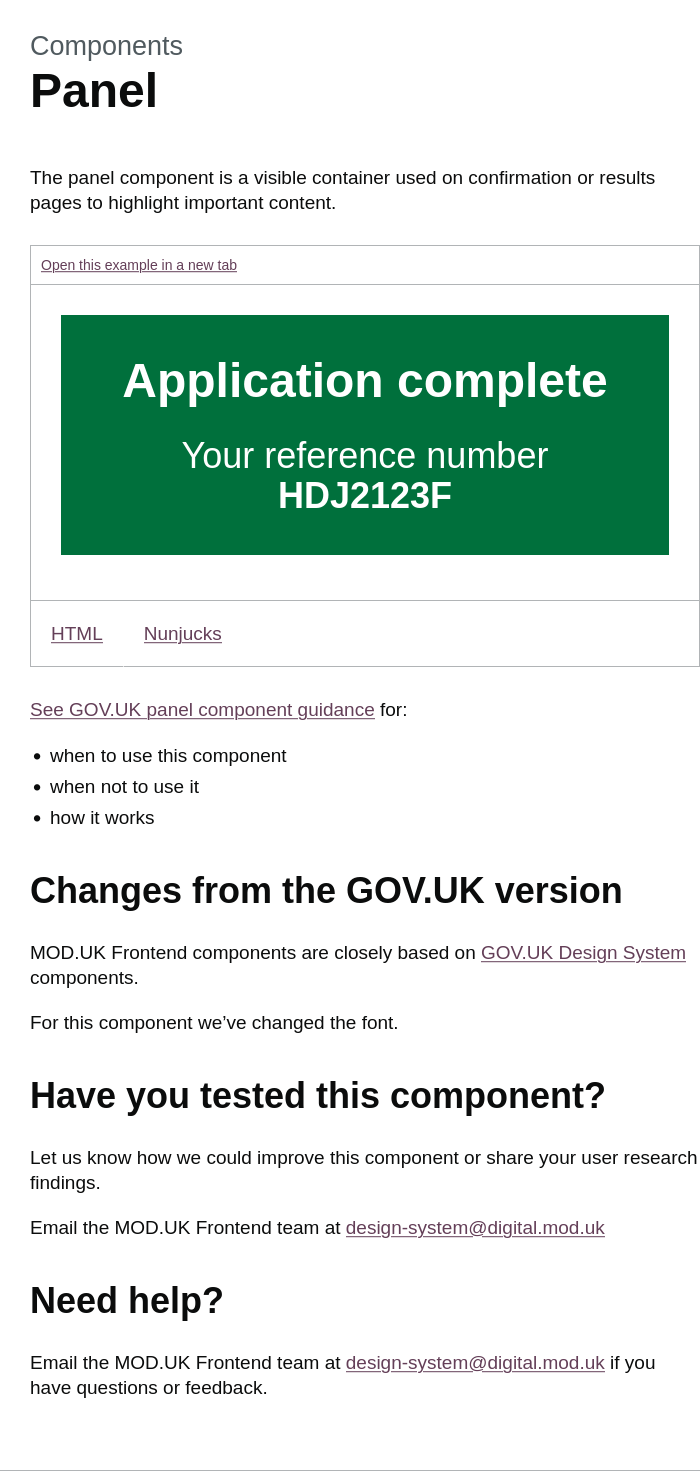 Components
Panel
The panel component is a visible container used on confirmation or results
pages to highlight important content.
Open this example in a new tab
Application complete
Your reference number
HDJ2123F
HTML Nunjucks
See GOV.UK panel component guidance for:
• when to use this component
• when not to use it
• how it works
Changes from the GOV.UK version
MOD.UK Frontend components are closely based on GOV.UK Design System
components.
For this component we’ve changed the font.
Have you tested this component?
Let us know how we could improve this component or share your user research
findings.
Email the MOD.UK Frontend team at design-system@digital.mod.uk
Need help?
Email the MOD.UK Frontend team at design-system@digital.mod.uk if you
have questions or feedback.